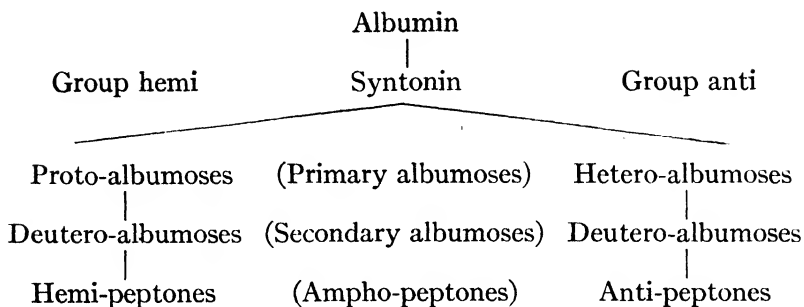 Albumin
Group hemi Syntonin Group anti
Proto-albumoses (Primary albumoses) Hetero-albumoses
Deutero-albumoses (Secondary albumoses) Deutero-albumoses
Hemi-peptones (Ampho-peptones) Anti-peptones